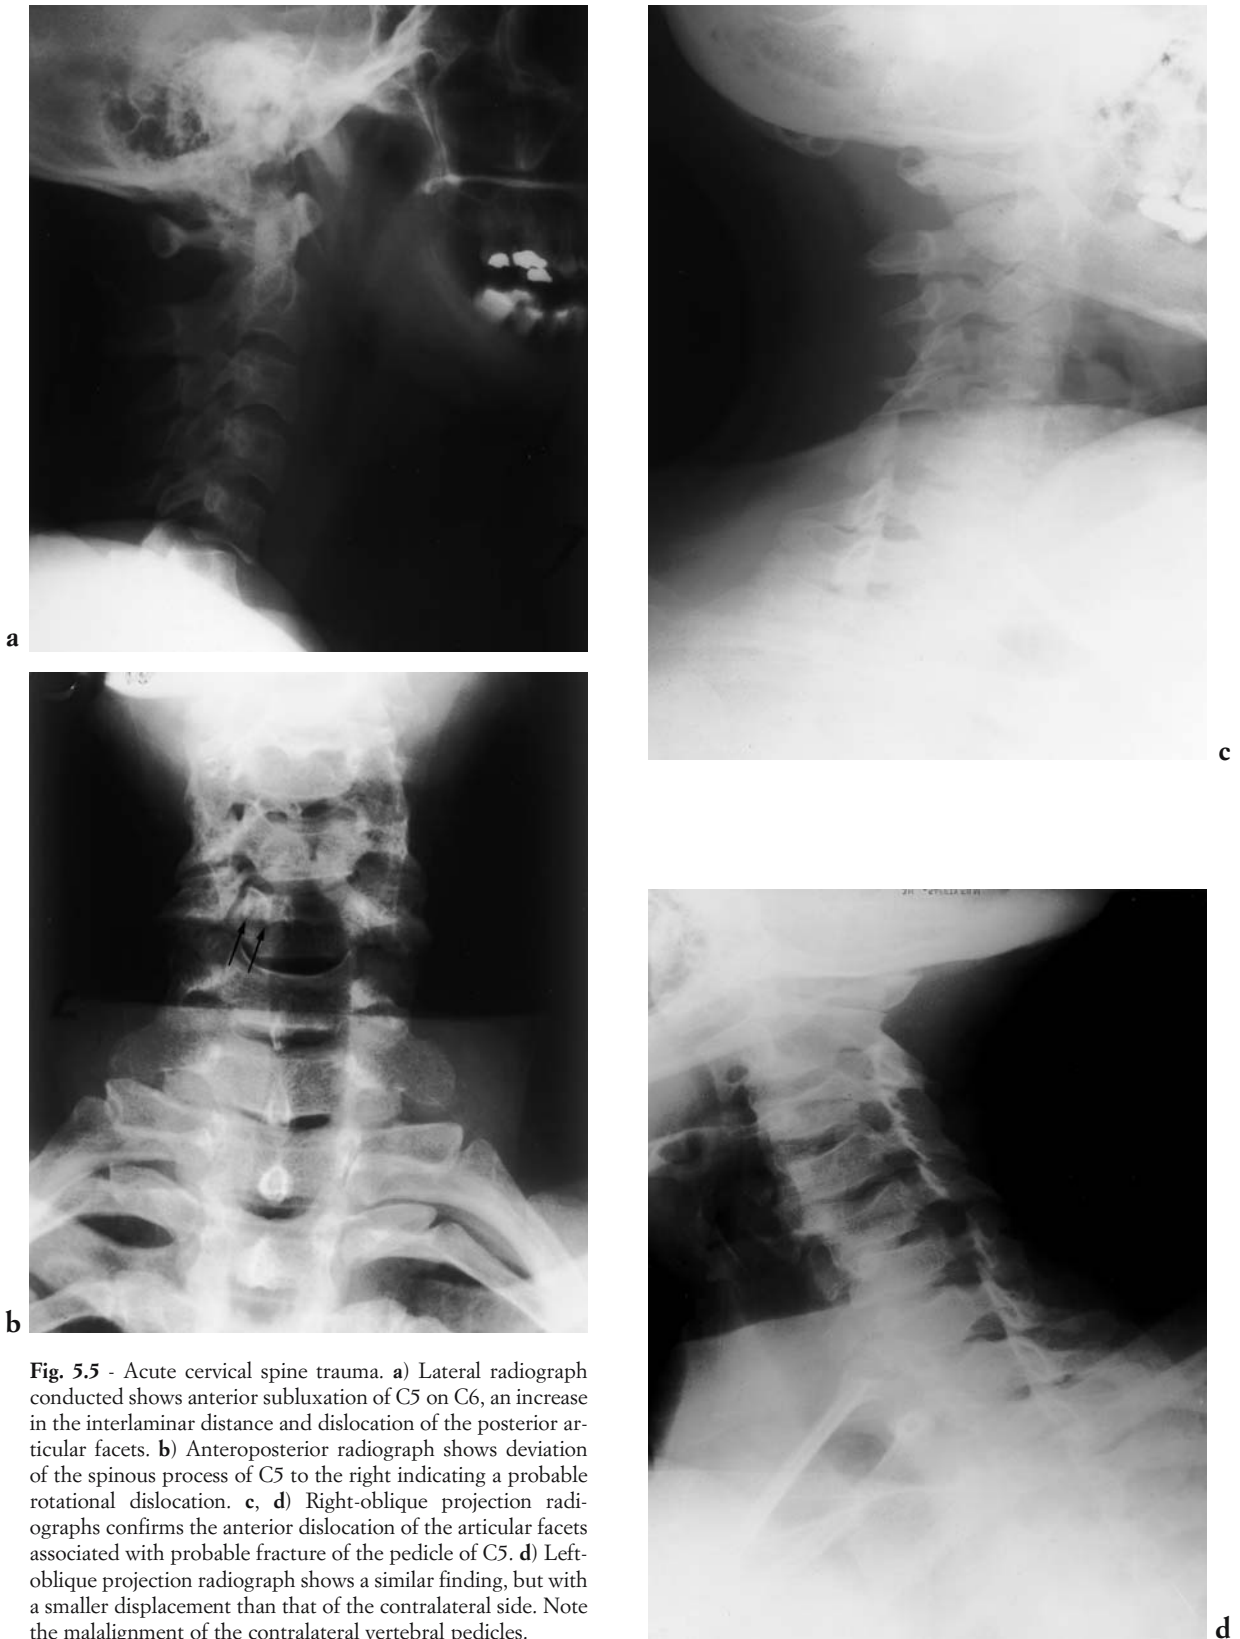 a
c
b
d
Fig. 5.5 - Acute cervical spine trauma. a) Lateral radiograph
conducted shows anterior subluxation of C5 on C6, an increase
in the interlaminar distance and dislocation of the posterior ar-
ticular facets. b) Anteroposterior radiograph shows deviation
of the spinous process of C5 to the right indicating a probable
rotational dislocation. c, d) Right-oblique projection radi-
ographs confirms the anterior dislocation of the articular facets
associated with probable fracture of the pedicle of C5. d) Left-
oblique projection radiograph shows a similar finding, but with
a smaller displacement than that of the contralateral side. Note
the malalignment of the contralateral vertebral pedicles.